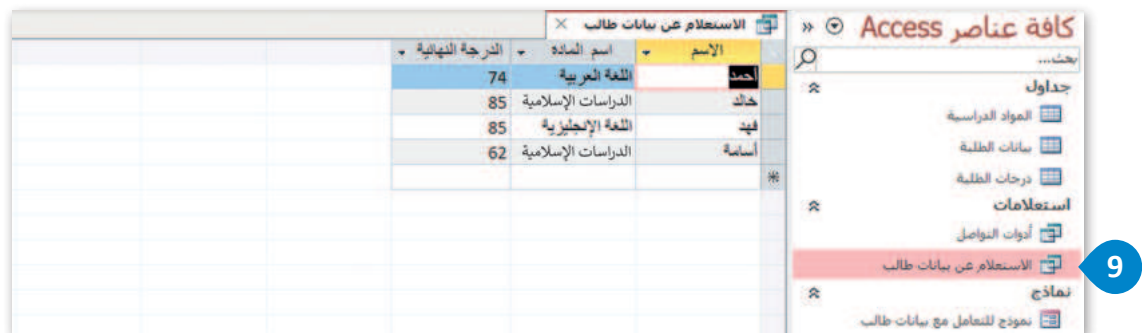 كافة عناصر Access
بحث...
جداول
المواد الدراسية
بيانات الطلبة
درجات الطلبة
استعلامات
أدوات التواصل
الاستعلام عن بيانات طالب
نماذج
نموذج للتعامل مع بيانات طالب
9
الاستعلام عن بيانات طالب
الاسم اسم المادة الدرجة النهائية
أحمد اللغة العربية 74
خالد الدراسات الإسلامية 85
فهد اللغة الإنجليزية 85
أسامة الدراسات الإسلامية 62